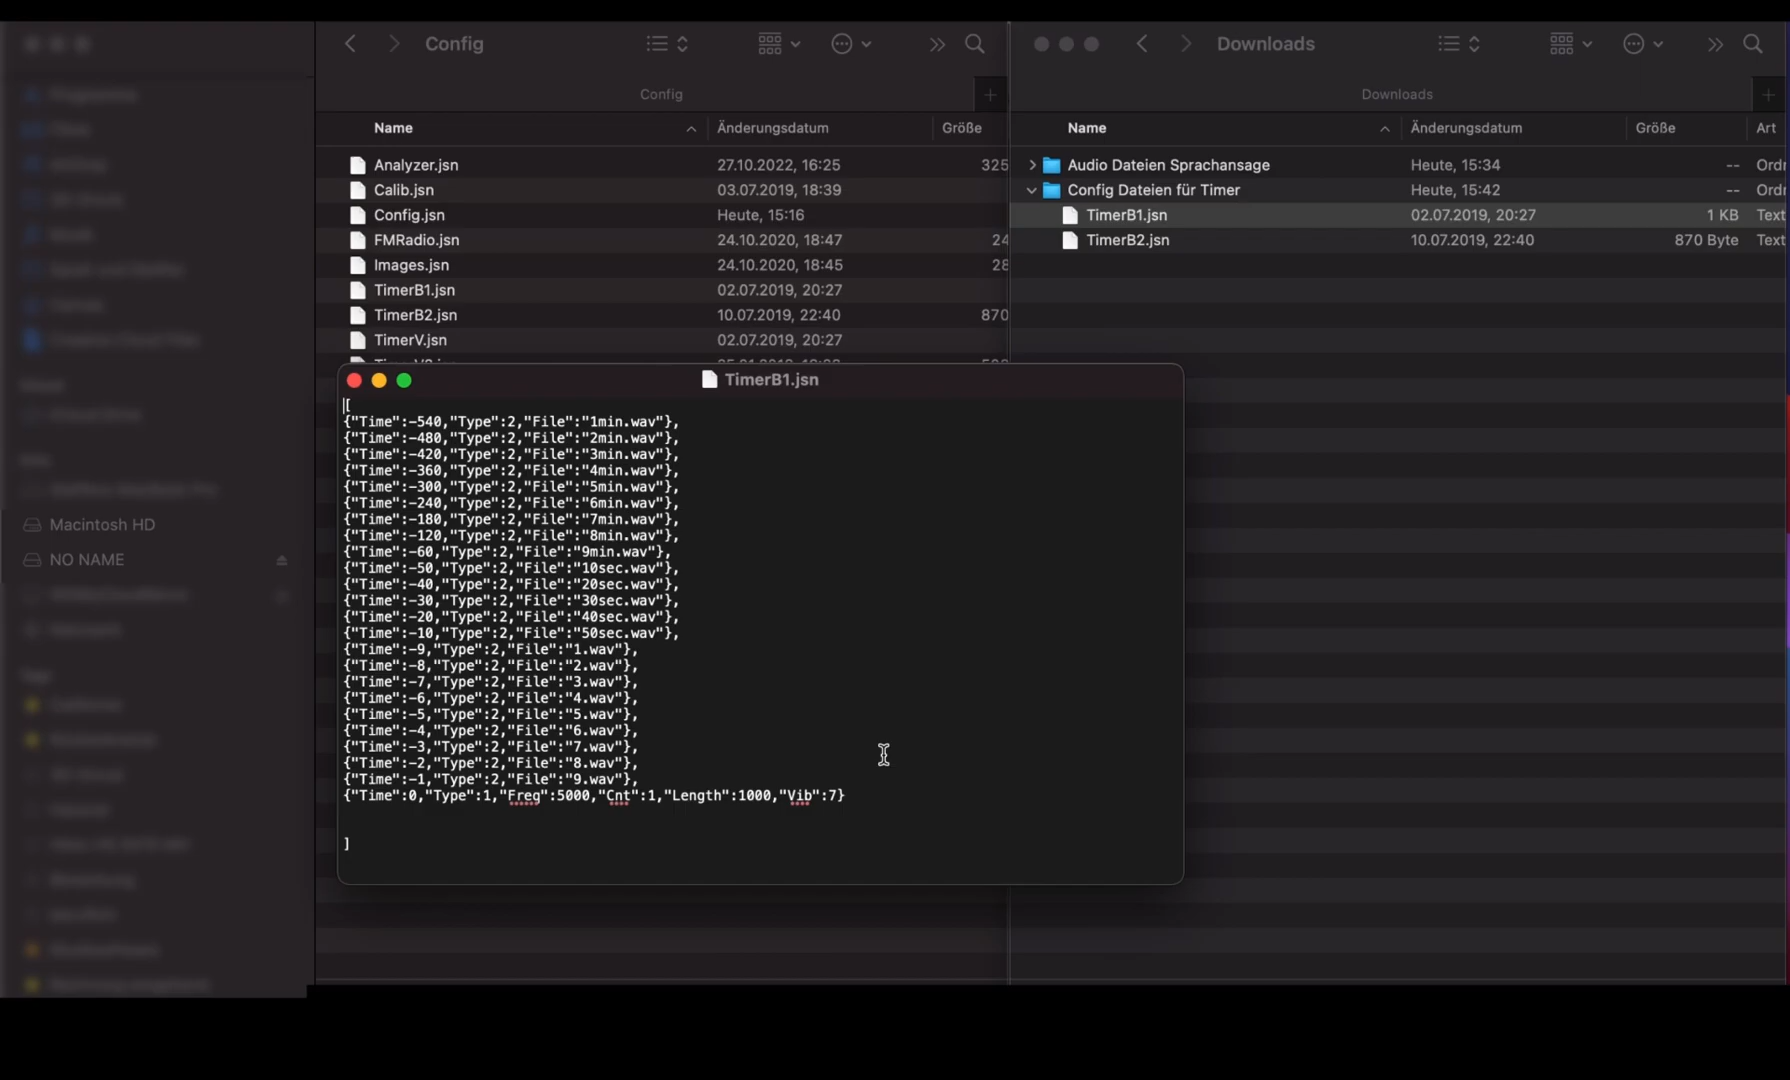 Config
Downloads
Config
Downloads
Name
Änderungsdatum
Größe
Analyzer.jsn
27.10.2022, 16:25
325
Calib.jsn
03.07.2019, 18:39
Config.jsn
Heute, 15:16
FMRadio.jsn
24.10.2020, 18:47
24
Images.jsn
24.10.2020, 18:45
28
TimerB1.jsn
02.07.2019, 20:27
TimerB2.jsn
10.07.2019, 22:40
870
TimerV.jsn
02.07.2019, 20:27
Name
Änderungsdatum
Größe
Art
Audio Dateien Sprachansage
Heute, 15:34
--
Ordr
Config Dateien für Timer
Heute, 15:42
--
Ordr
TimerB1.jsn
02.07.2019, 20:27
1 KB
Text
TimerB2.jsn
10.07.2019, 22:40
870 Byte
Text
Macintosh HD
NO NAME
TimerB1.jsn
[
{"Time":-540,"Type":2,"File":"1min.wav"},
{"Time":-480,"Type":2,"File":"2min.wav"},
{"Time":-420,"Type":2,"File":"3min.wav"},
{"Time":-360,"Type":2,"File":"4min.wav"},
{"Time":-300,"Type":2,"File":"5min.wav"},
{"Time":-240,"Type":2,"File":"6min.wav"},
{"Time":-180,"Type":2,"File":"7min.wav"},
{"Time":-120,"Type":2,"File":"8min.wav"},
{"Time":-60,"Type":2,"File":"9min.wav"},
{"Time":-50,"Type":2,"File":"10sec.wav"},
{"Time":-40,"Type":2,"File":"20sec.wav"},
{"Time":-30,"Type":2,"File":"30sec.wav"},
{"Time":-20,"Type":2,"File":"40sec.wav"},
{"Time":-10,"Type":2,"File":"50sec.wav"},
{"Time":-9,"Type":2,"File":"1.wav"},
{"Time":-8,"Type":2,"File":"2.wav"},
{"Time":-7,"Type":2,"File":"3.wav"},
{"Time":-6,"Type":2,"File":"4.wav"},
{"Time":-5,"Type":2,"File":"5.wav"},
{"Time":-4,"Type":2,"File":"6.wav"},
{"Time":-3,"Type":2,"File":"7.wav"},
{"Time":-2,"Type":2,"File":"8.wav"},
{"Time":-1,"Type":2,"File":"9.wav"},
{"Time":0,"Type":1,"Freq":5000,"Cnt":1,"Length":1000,"Vib":7}
]